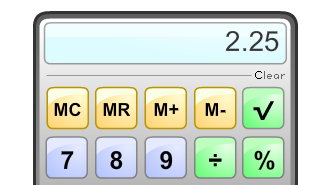 2.25
Clear
MC MR M+ M- √
7 8 9 ÷ %